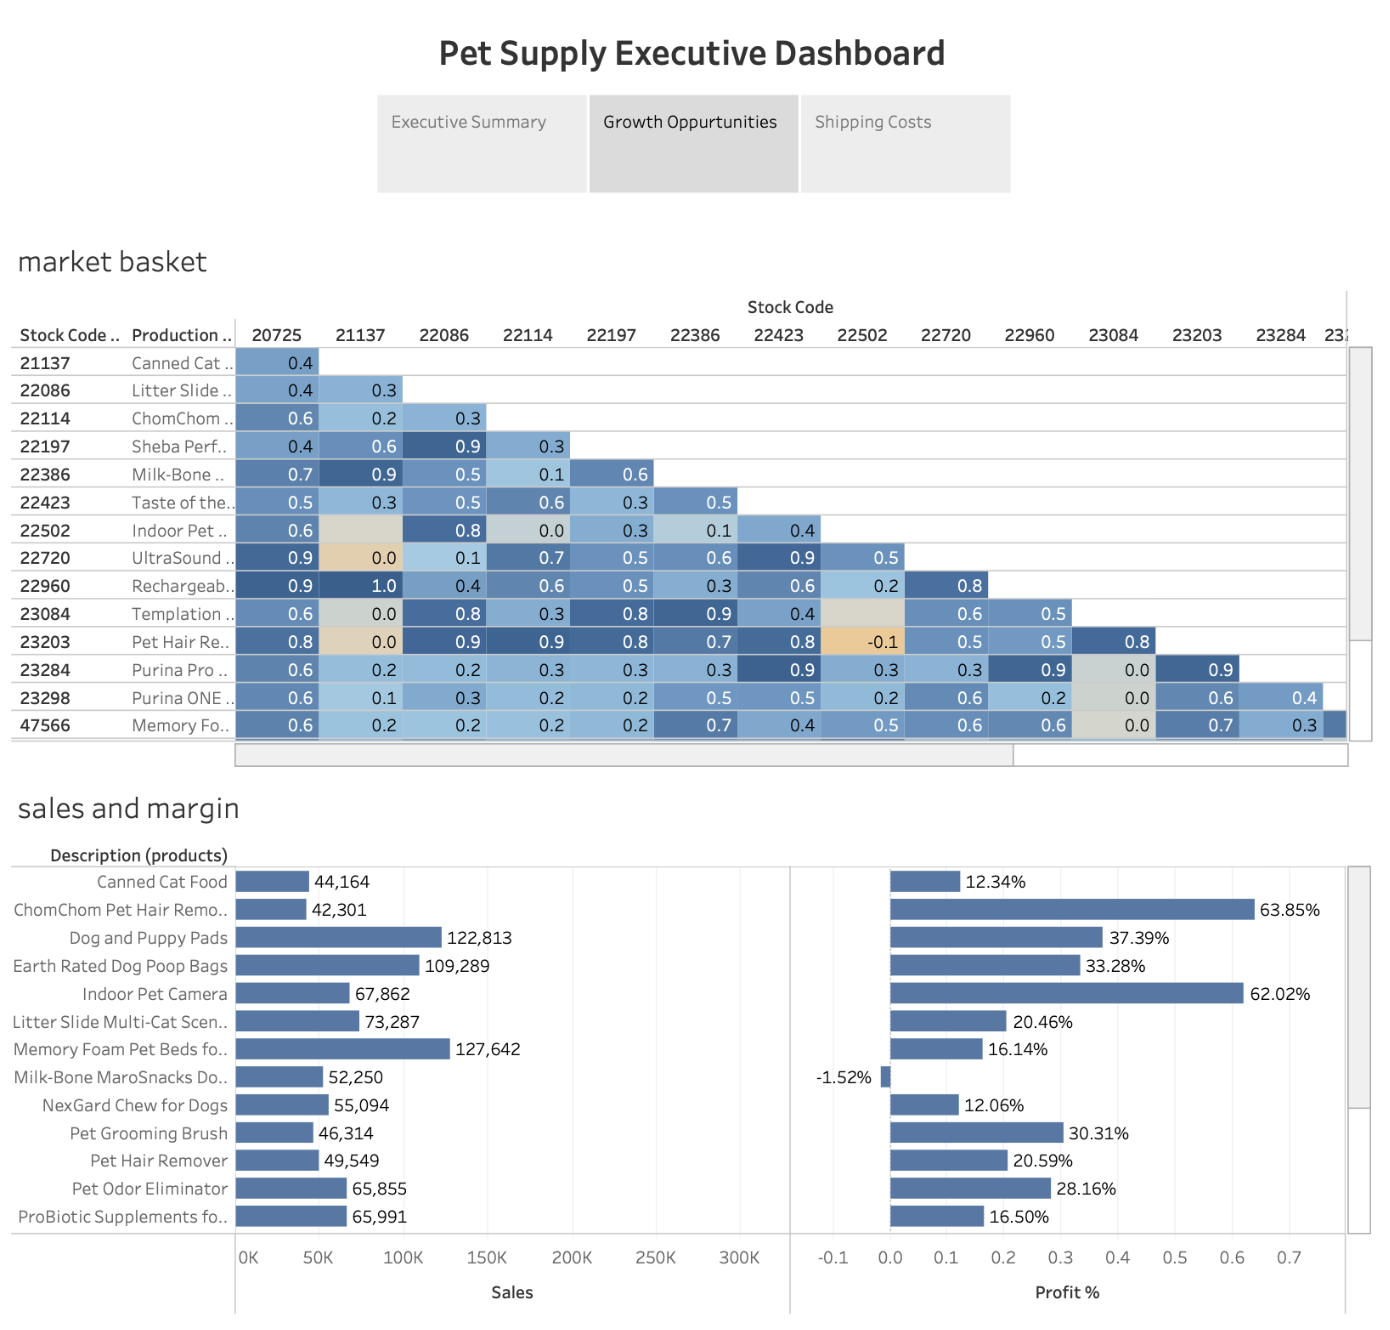 Pet Supply Executive Dashboard
Executive Summary Growth Oppurtunities Shipping Costs
market basket
Stock Code
Stock Code .. Production .. 20725 21137 22086 22114 22197 22386 22423 22502 22720 22960 23084 23203 23284
21137 Canned Cat .. 0.4
22086 Litter Slide .. 0.4 0.3
22114 ChomChom .. 0.6 0.2 0.3
22197 Sheba Perf.. 0.4 0.6 0.9 0.3
22386 Milk-Bone .. 0.7 0.9 0.5 0.1 0.6
22423 Taste of the.. 0.5 0.3 0.5 0.6 0.3 0.5
22502 Indoor Pet .. 0.6 0.8 0.0 0.3 0.1 0.4
22720 UltraSound .. 0.9 0.0 0.1 0.7 0.5 0.6 0.9 0.5
22960 Rechargeab.. 0.9 1.0 0.4 0.6 0.5 0.3 0.6 0.2 0.8
23084 Templation .. 0.6 0.0 0.8 0.3 0.8 0.9 0.4 0.6 0.5
23203 Pet Hair Re.. 0.8 0.0 0.9 0.9 0.8 0.7 0.8 -0.1 0.5 0.5 0.8
23284 Purina Pro .. 0.6 0.2 0.2 0.3 0.3 0.3 0.9 0.3 0.3 0.9 0.0 0.9
23298 Purina ONE .. 0.6 0.1 0.3 0.2 0.2 0.5 0.5 0.2 0.6 0.2 0.0 0.6 0.4
47566 Memory Fo.. 0.6 0.2 0.2 0.2 0.2 0.7 0.4 0.5 0.6 0.6 0.0 0.7 0.3
sales and margin
Description (products)
Canned Cat Food 44,164 12.34%
ChomChom Pet Hair Remo.. 42,301 63.85%
Dog and Puppy Pads 122,813 37.39%
Earth Rated Dog Poop Bags 109,289 33.28%
Indoor Pet Camera 67,862 62.02%
Litter Slide Multi-Cat Scen.. 73,287 20.46%
Memory Foam Pet Beds fo.. 127,642 16.14%
Milk-Bone MaroSnacks Do.. 52,250 -1.52%
NexGard Chew for Dogs 55,094 12.06%
Pet Grooming Brush 46,314 30.31%
Pet Hair Remover 49,549 20.59%
Pet Odor Eliminator 65,855 28.16%
ProBiotic Supplements fo.. 65,991 16.50%
0K 50K 100K 150K 200K 250K 300K -0.1 0.0 0.1 0.2 0.3 0.4 0.5 0.6 0.7
Sales Profit %